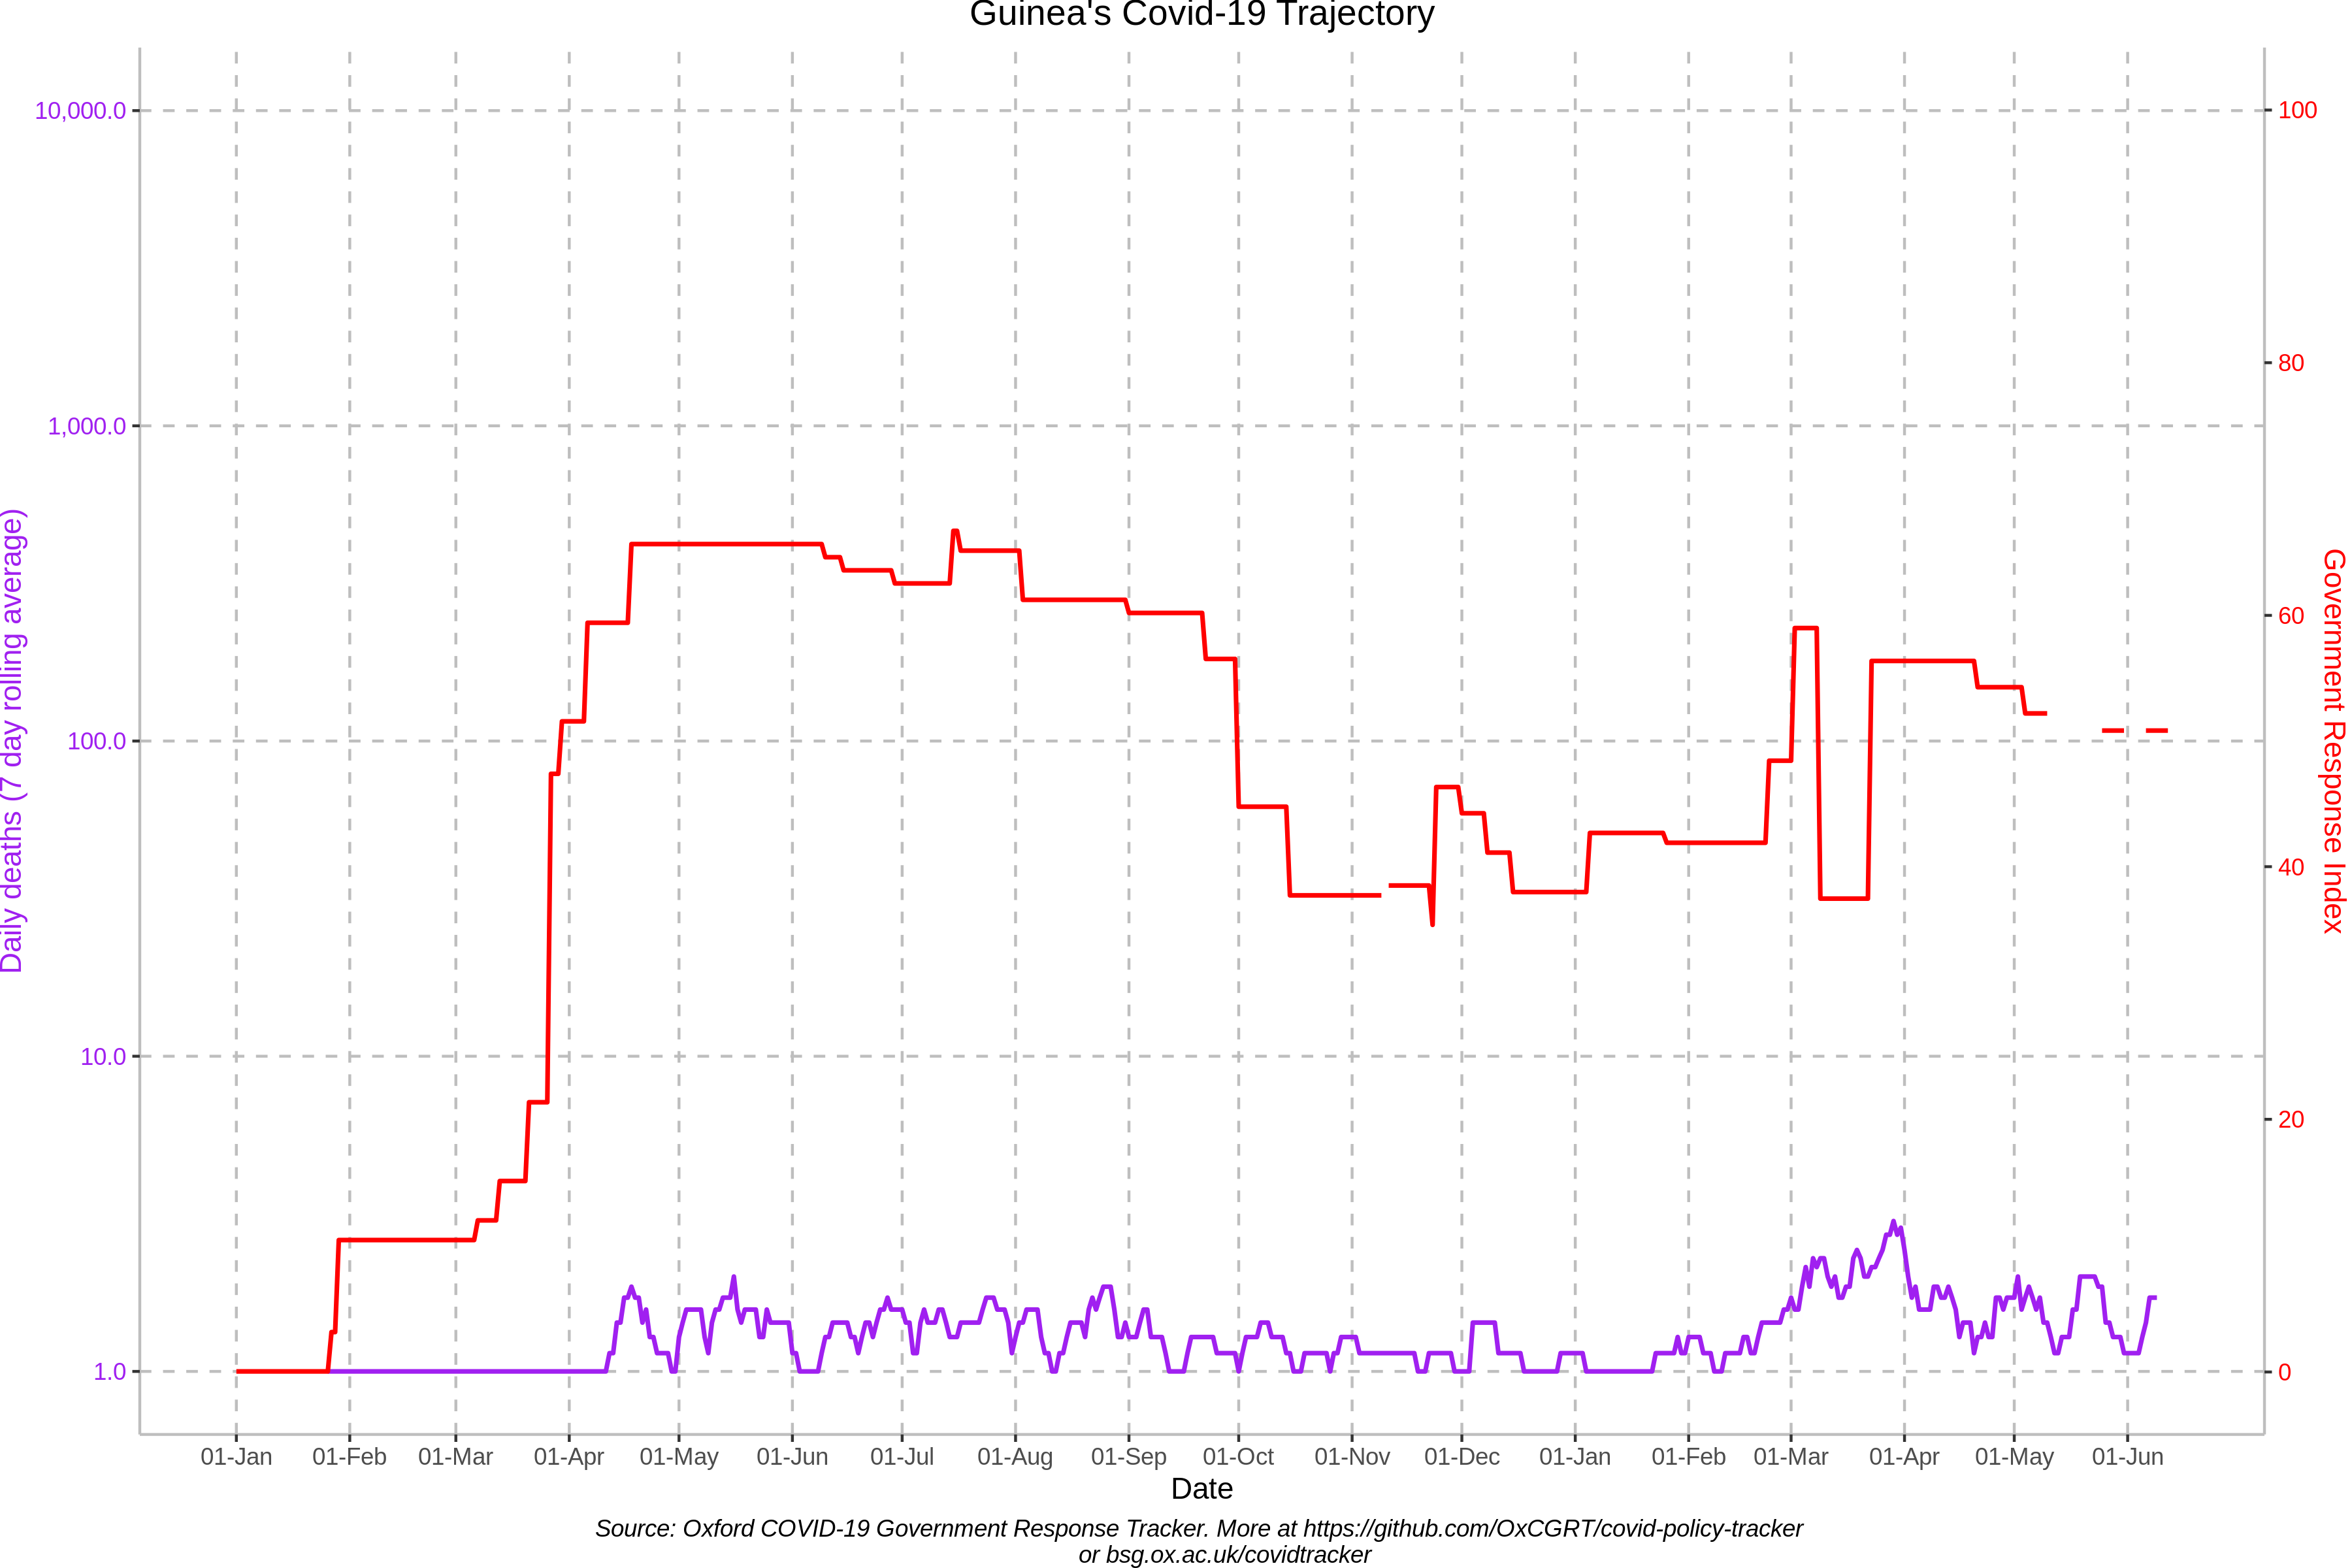 Guinea's Covid-19 Trajectory
10,000.0
1,000.0
100.0
10.0
1.0
Daily deaths (7 day rolling average)
100
80
60
40
20
0
Government Response Index
01-Jan 01-Feb 01-Mar 01-Apr 01-May 01-Jun 01-Jul 01-Aug 01-Sep 01-Oct 01-Nov 01-Dec 01-Jan 01-Feb 01-Mar 01-Apr 01-May 01-Jun
Date
Source: Oxford COVID-19 Government Response Tracker. More at https://github.com/OxCGRT/covid-policy-tracker
or bsg.ox.ac.uk/covidtracker